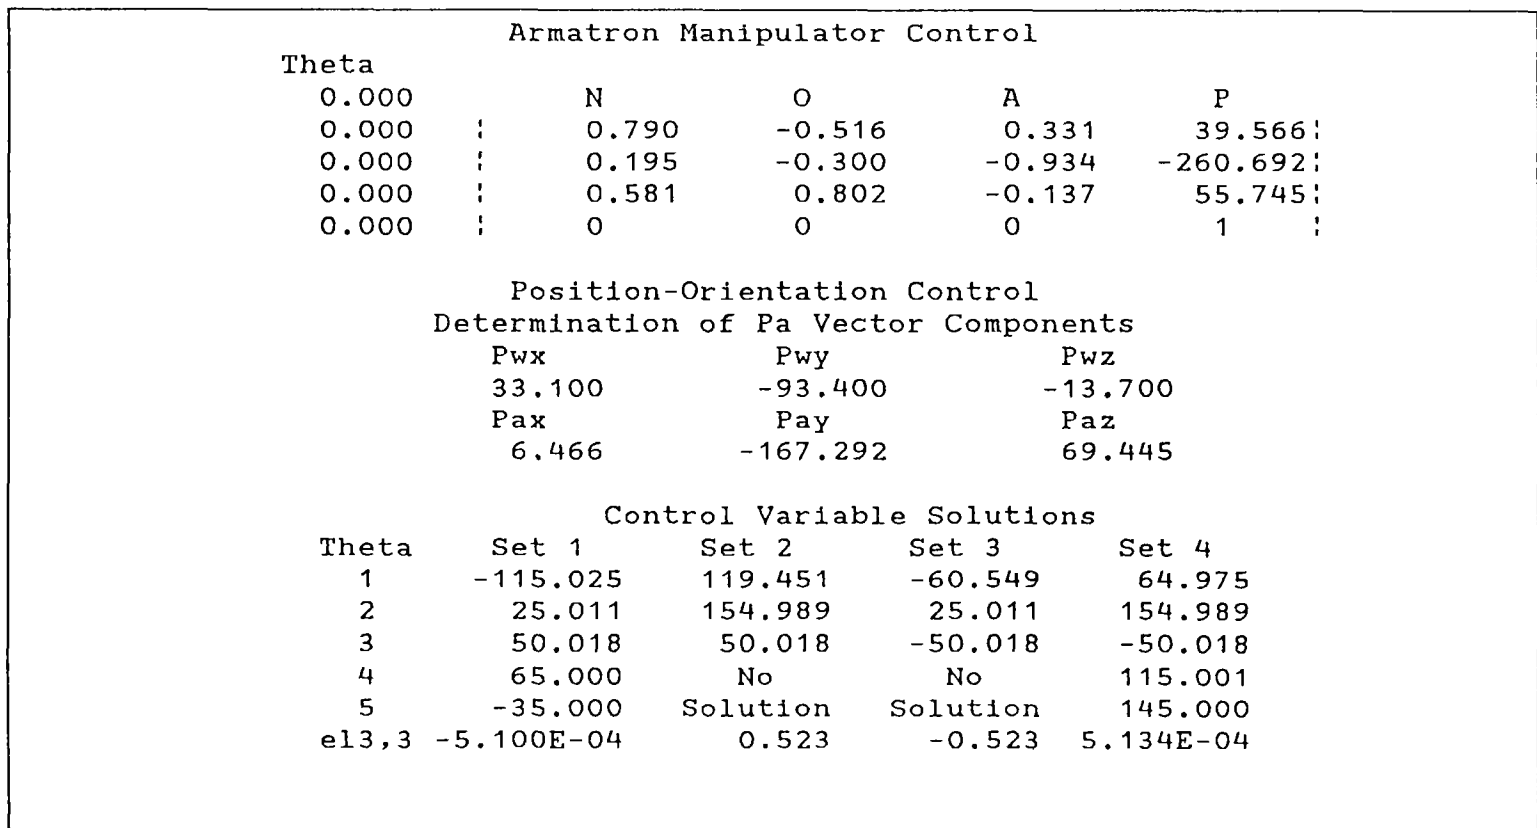 Armatron Manipulator Control
Theta
0.000 N O A P
0.000 ¦ 0.790 -0.516 0.331 39.566¦
0.000 ¦ 0.195 -0.300 -0.934 -260.692¦
0.000 ¦ 0.581 0.802 -0.137 55.745¦
0.000 ¦ 0 0 0 1 ¦
Position-Orientation Control
Determination of Pa Vector Components
Pwx Pwy Pwz
33.100 -93.400 -13.700
Pax Pay Paz
6.466 -167.292 69.445
Control Variable Solutions
Theta Set 1 Set 2 Set 3 Set 4
1 -115.025 119.451 -60.549 64.975
2 25.011 154.989 25.011 154.989
3 50.018 50.018 -50.018 -50.018
4 65.000 No No 115.001
5 -35.000 Solution Solution 145.000
el3,3 -5.100E-04 0.523 -0.523 5.134E-04